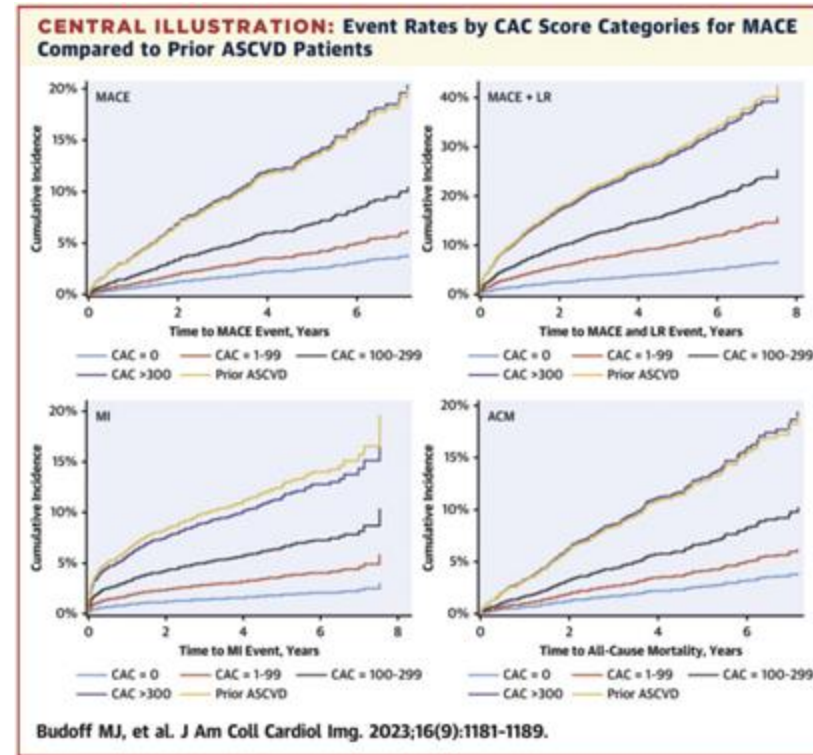 CENTRAL ILLUSTRATION: Event Rates by CAC Score Categories for MACE
Compared to Prior ASCVD Patients
MACE
20%
15%
10%
5%
0%
Cumulative Incidence
0 2 4 6
Time to MACE Event, Years
CAC = 0 CAC = 1-99 CAC = 100-299
CAC >300 Prior ASCVD
MACE + LR
40%
30%
20%
10%
0%
Cumulative Incidence
0 2 4 6 8
Time to MACE and LR Event, Years
CAC = 0 CAC = 1-99 CAC = 100-299
CAC >300 Prior ASCVD
MI
20%
15%
10%
5%
0%
Cumulative Incidence
0 2 4 6 8
Time to MI Event, Years
CAC = 0 CAC = 1-99 CAC = 100-299
CAC >300 Prior ASCVD
ACM
20%
15%
10%
5%
0%
Cumulative Incidence
0 2 4 6
Time to All-Cause Mortality, Years
CAC = 0 CAC = 1-99 CAC = 100-299
CAC >300 Prior ASCVD
Budoff MJ, et al. J Am Coll Cardiol Img. 2023;16(9):1181-1189.